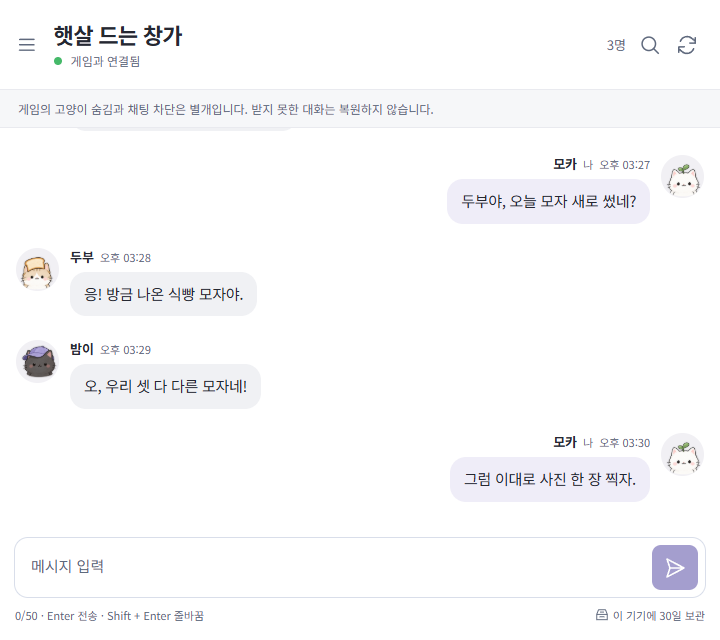 햇살 드는 창가
게임과 연결됨
3명
게임의 고양이 숨김과 채팅 차단은 별개입니다. 받지 못한 대화는 복원하지 않습니다.
모카 나 오후 03:27
두부야, 오늘 모자 새로 썼네?
두부 오후 03:28
응! 방금 나온 식빵 모자야.
밤이 오후 03:29
오, 우리 셋 다 다른 모자네!
모카 나 오후 03:30
그럼 이대로 사진 한 장 찍자.
메시지 입력
0/50 · Enter 전송 · Shift + Enter 줄바꿈
이 기기에 30일 보관